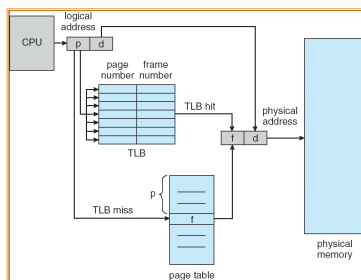 logical
address
CPU
p d
page frame
number number
TLB hit
physical
address
f d
TLB
p
TLB miss
f
page table
physical
memory